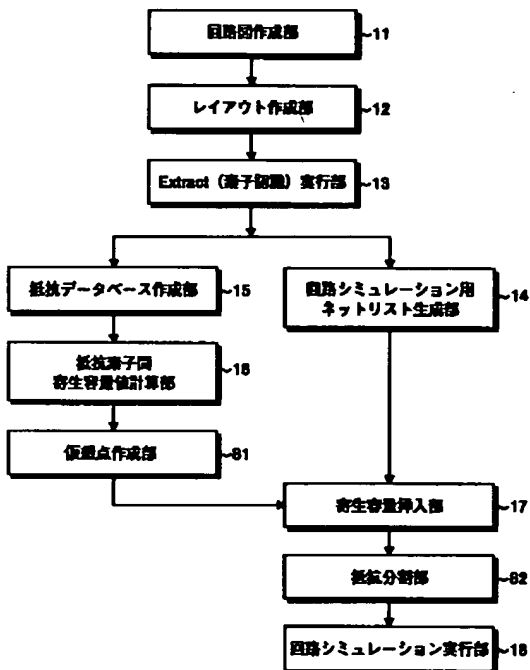 回路図作成部
~11
レイアウト作成部
~12
Extract（素子認識）実行部
~13
抵抗データベース作成部
~15
回路シミュレーション用
ネットリスト生成部
~14
抵抗素子間
寄生容量値計算部
~16
作成部
~81
寄生容量挿入部
~17
抵抗分割部
~82
回路シミュレーション実行部
~18